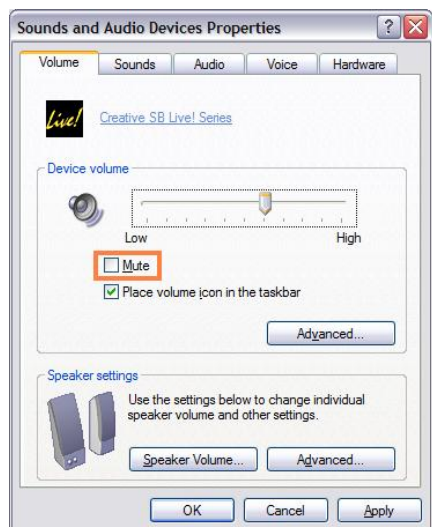 Sounds and Audio Devices Properties
Volume
Sounds
Audio
Voice
Hardware
Live!
Creative SB Live! Series
Device volume
Low
High
Mute
Place volume icon in the taskbar
Advanced...
Speaker settings
Use the settings below to change individual
speaker volume and other settings.
Speaker Volume...
Advanced...
OK
Cancel
Apply